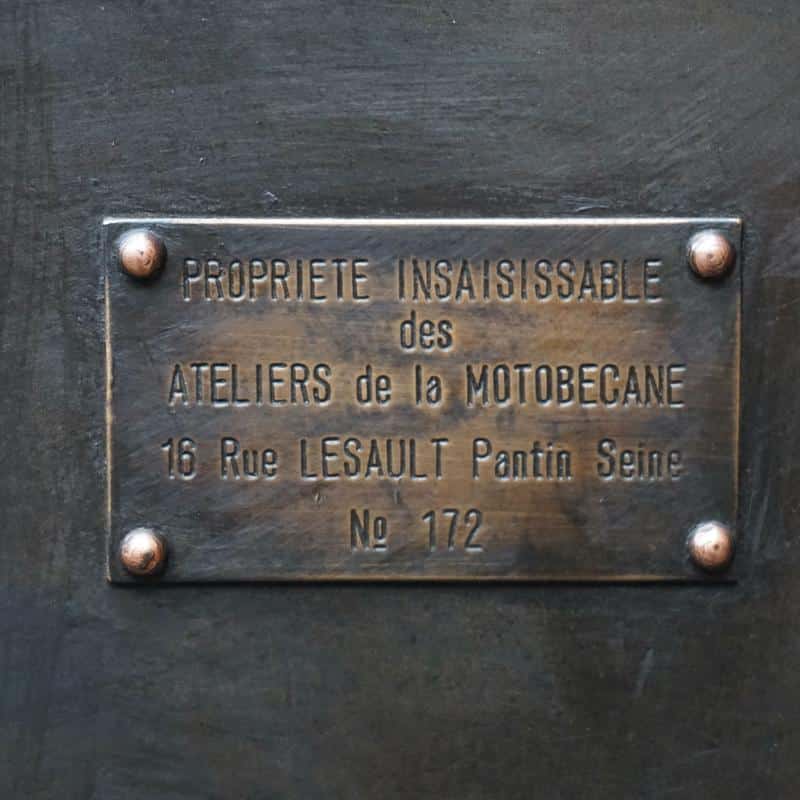 PROPRIETE INSAISISSABLE
des
ATELIERS de la MOTOBECANE
16 Rue LESAULT Pantin Seine
No 172